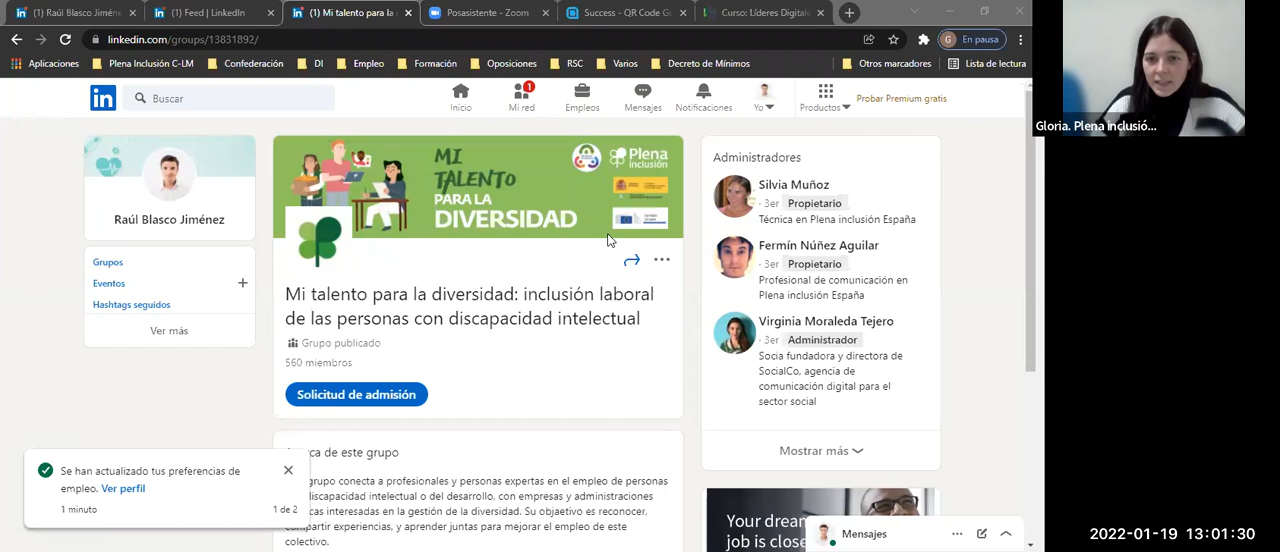 (1) Raúl Blasco Jiméne
(1) Feed | LinkedIn
(1) Mi talento para la
Posasistente - Zoom
Success - QR Code G
Curso: Líderes Digitale
linkedin.com/groups/13831892/
G
En pausa
Aplicaciones
Plena Inclusión C-LM
Confederación
DI
Empleo
Formación
Oposiciones
RSC
Varios
Decreto de Mínimos
Otros marcadores
Lista de lectura
in
Buscar
Inicio
1
Mi red
Empleos
Mensajes
Notificaciones
Yo
Productos
Probar Premium gratis
Gloria. Plena inclusió...
Raúl Blasco Jiménez
Grupos
Eventos
Hashtags seguidos
Ver más
MI
TALENTO
PARA LA
DIVERSIDAD
Plena
inclusión
Mi talento para la diversidad: inclusión laboral
de las personas con discapacidad intelectual
Grupo publicado
560 miembros
Solicitud de admisión
ca de este grupo
grupo conecta a profesionales y personas expertas en el empleo de personas
discapacidad intelectual o del desarrollo, con empresas y administraciones
icas interesadas en la gestión de la diversidad. Su objetivo es reconocer,
compartir experiencias, y aprender juntas para mejorar el empleo de este
colectivo.
Administradores
Silvia Muñoz
· 3er Propietario
Técnica en Plena inclusión España
Fermín Núñez Aguilar
· 3er Propietario
Profesional de comunicación en
Plena inclusión España
Virginia Moraleda Tejero
· 3er Administrador
Socia fundadora y directora de
SocialCo, agencia de
comunicación digital para el
sector social
Mostrar más
Your dream
job is close
Se han actualizado tus preferencias de
empleo. Ver perfil
1 minuto
1 de 2
Mensajes
2022-01-19 13:01:30